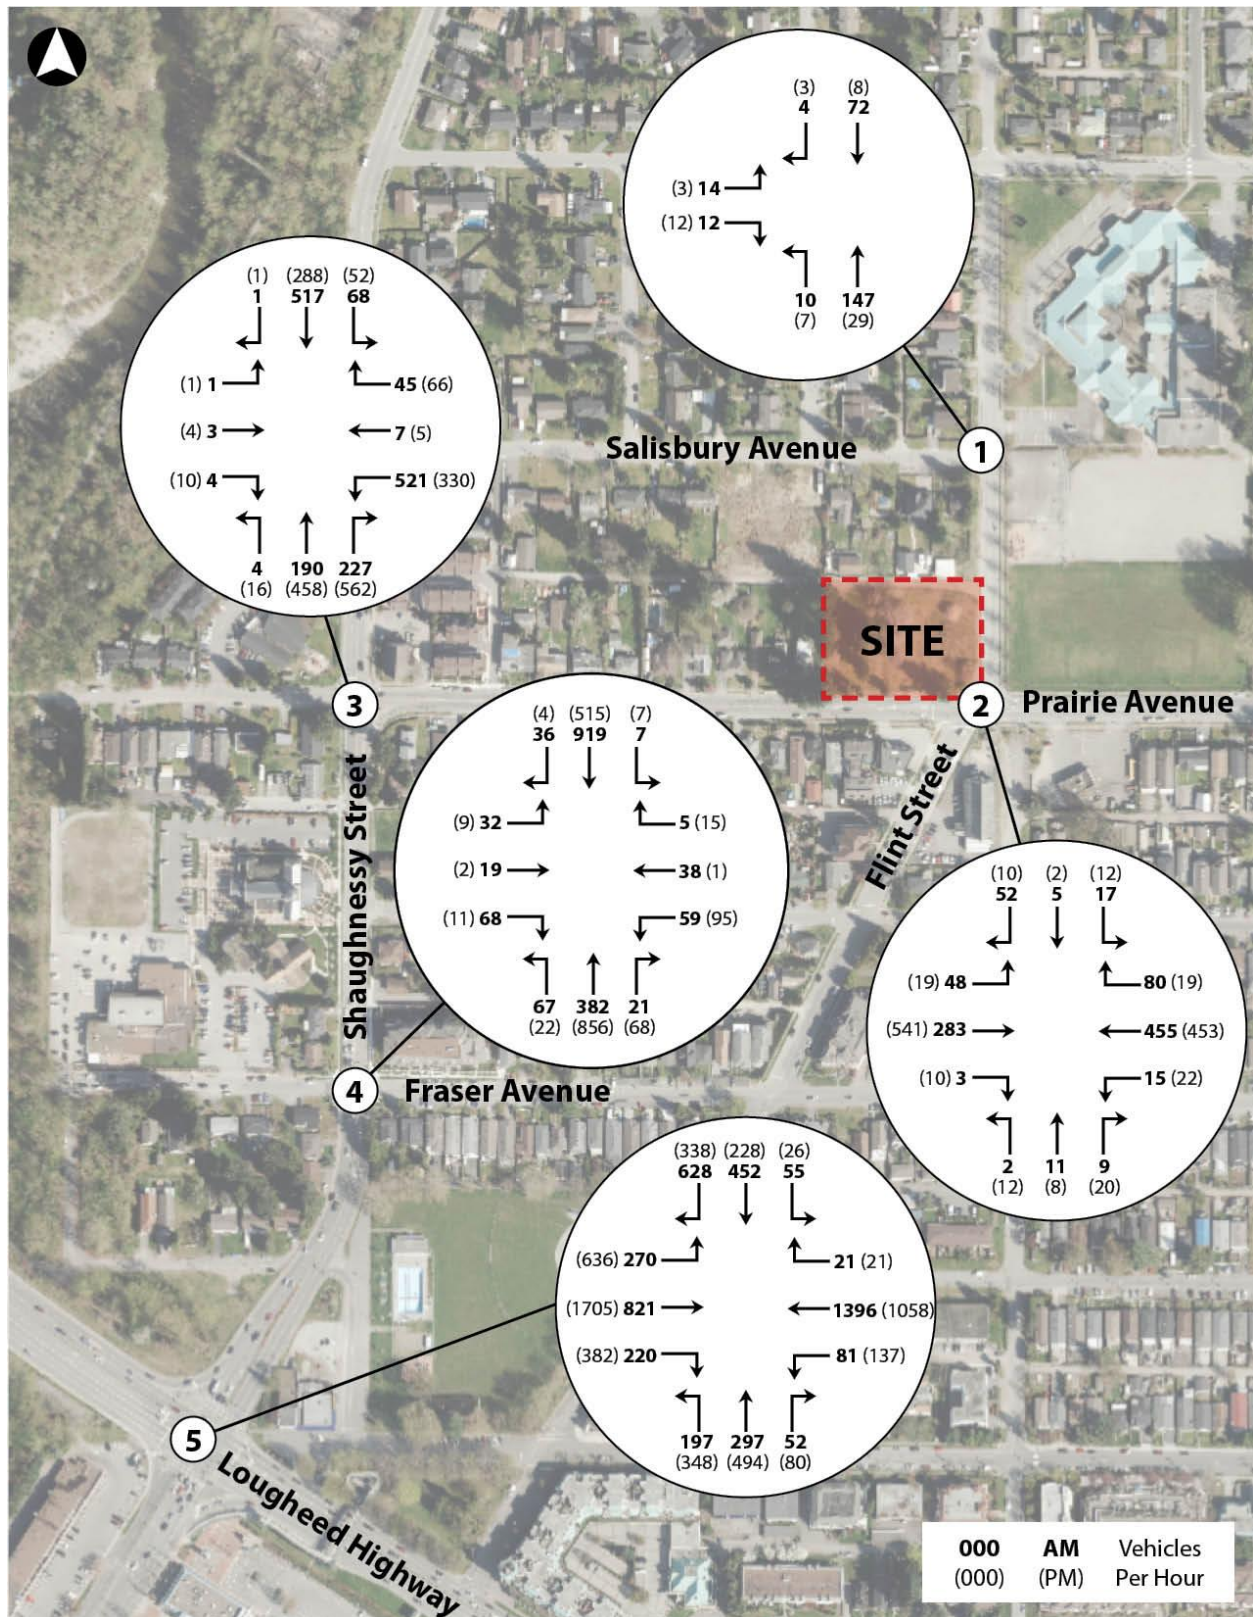 (3) (8)
4 72
(3) 14
(12) 12
10 147
(7) (29)
(1) (288) (52)
1 517 68
(1) 1 45 (66)
(4) 3 7 (5)
(10) 4 521 (330)
4 190 227
(16) (458) (562)
Salisbury Avenue
1
SITE
3
2
Prairie Avenue
(4) (515) (7)
36 919 7
(9) 32 5 (15)
(2) 19 38 (1)
(11) 68 59 (95)
67 382 21
(22) (856) (68)
Shaughnessy Street
Flint Street
(10) (2) (12)
52 5 17
(19) 48 80 (19)
(541) 283 455 (453)
(10) 3 15 (22)
2 11 9
(12) (8) (20)
4
Fraser Avenue
(338) (228) (26)
628 452 55
(636) 270 21 (21)
(1705) 821 1396 (1058)
(382) 220 81 (137)
197 297 52
(348) (494) (80)
5
Lougheed Highway
000 AM Vehicles
(000) (PM) Per Hour